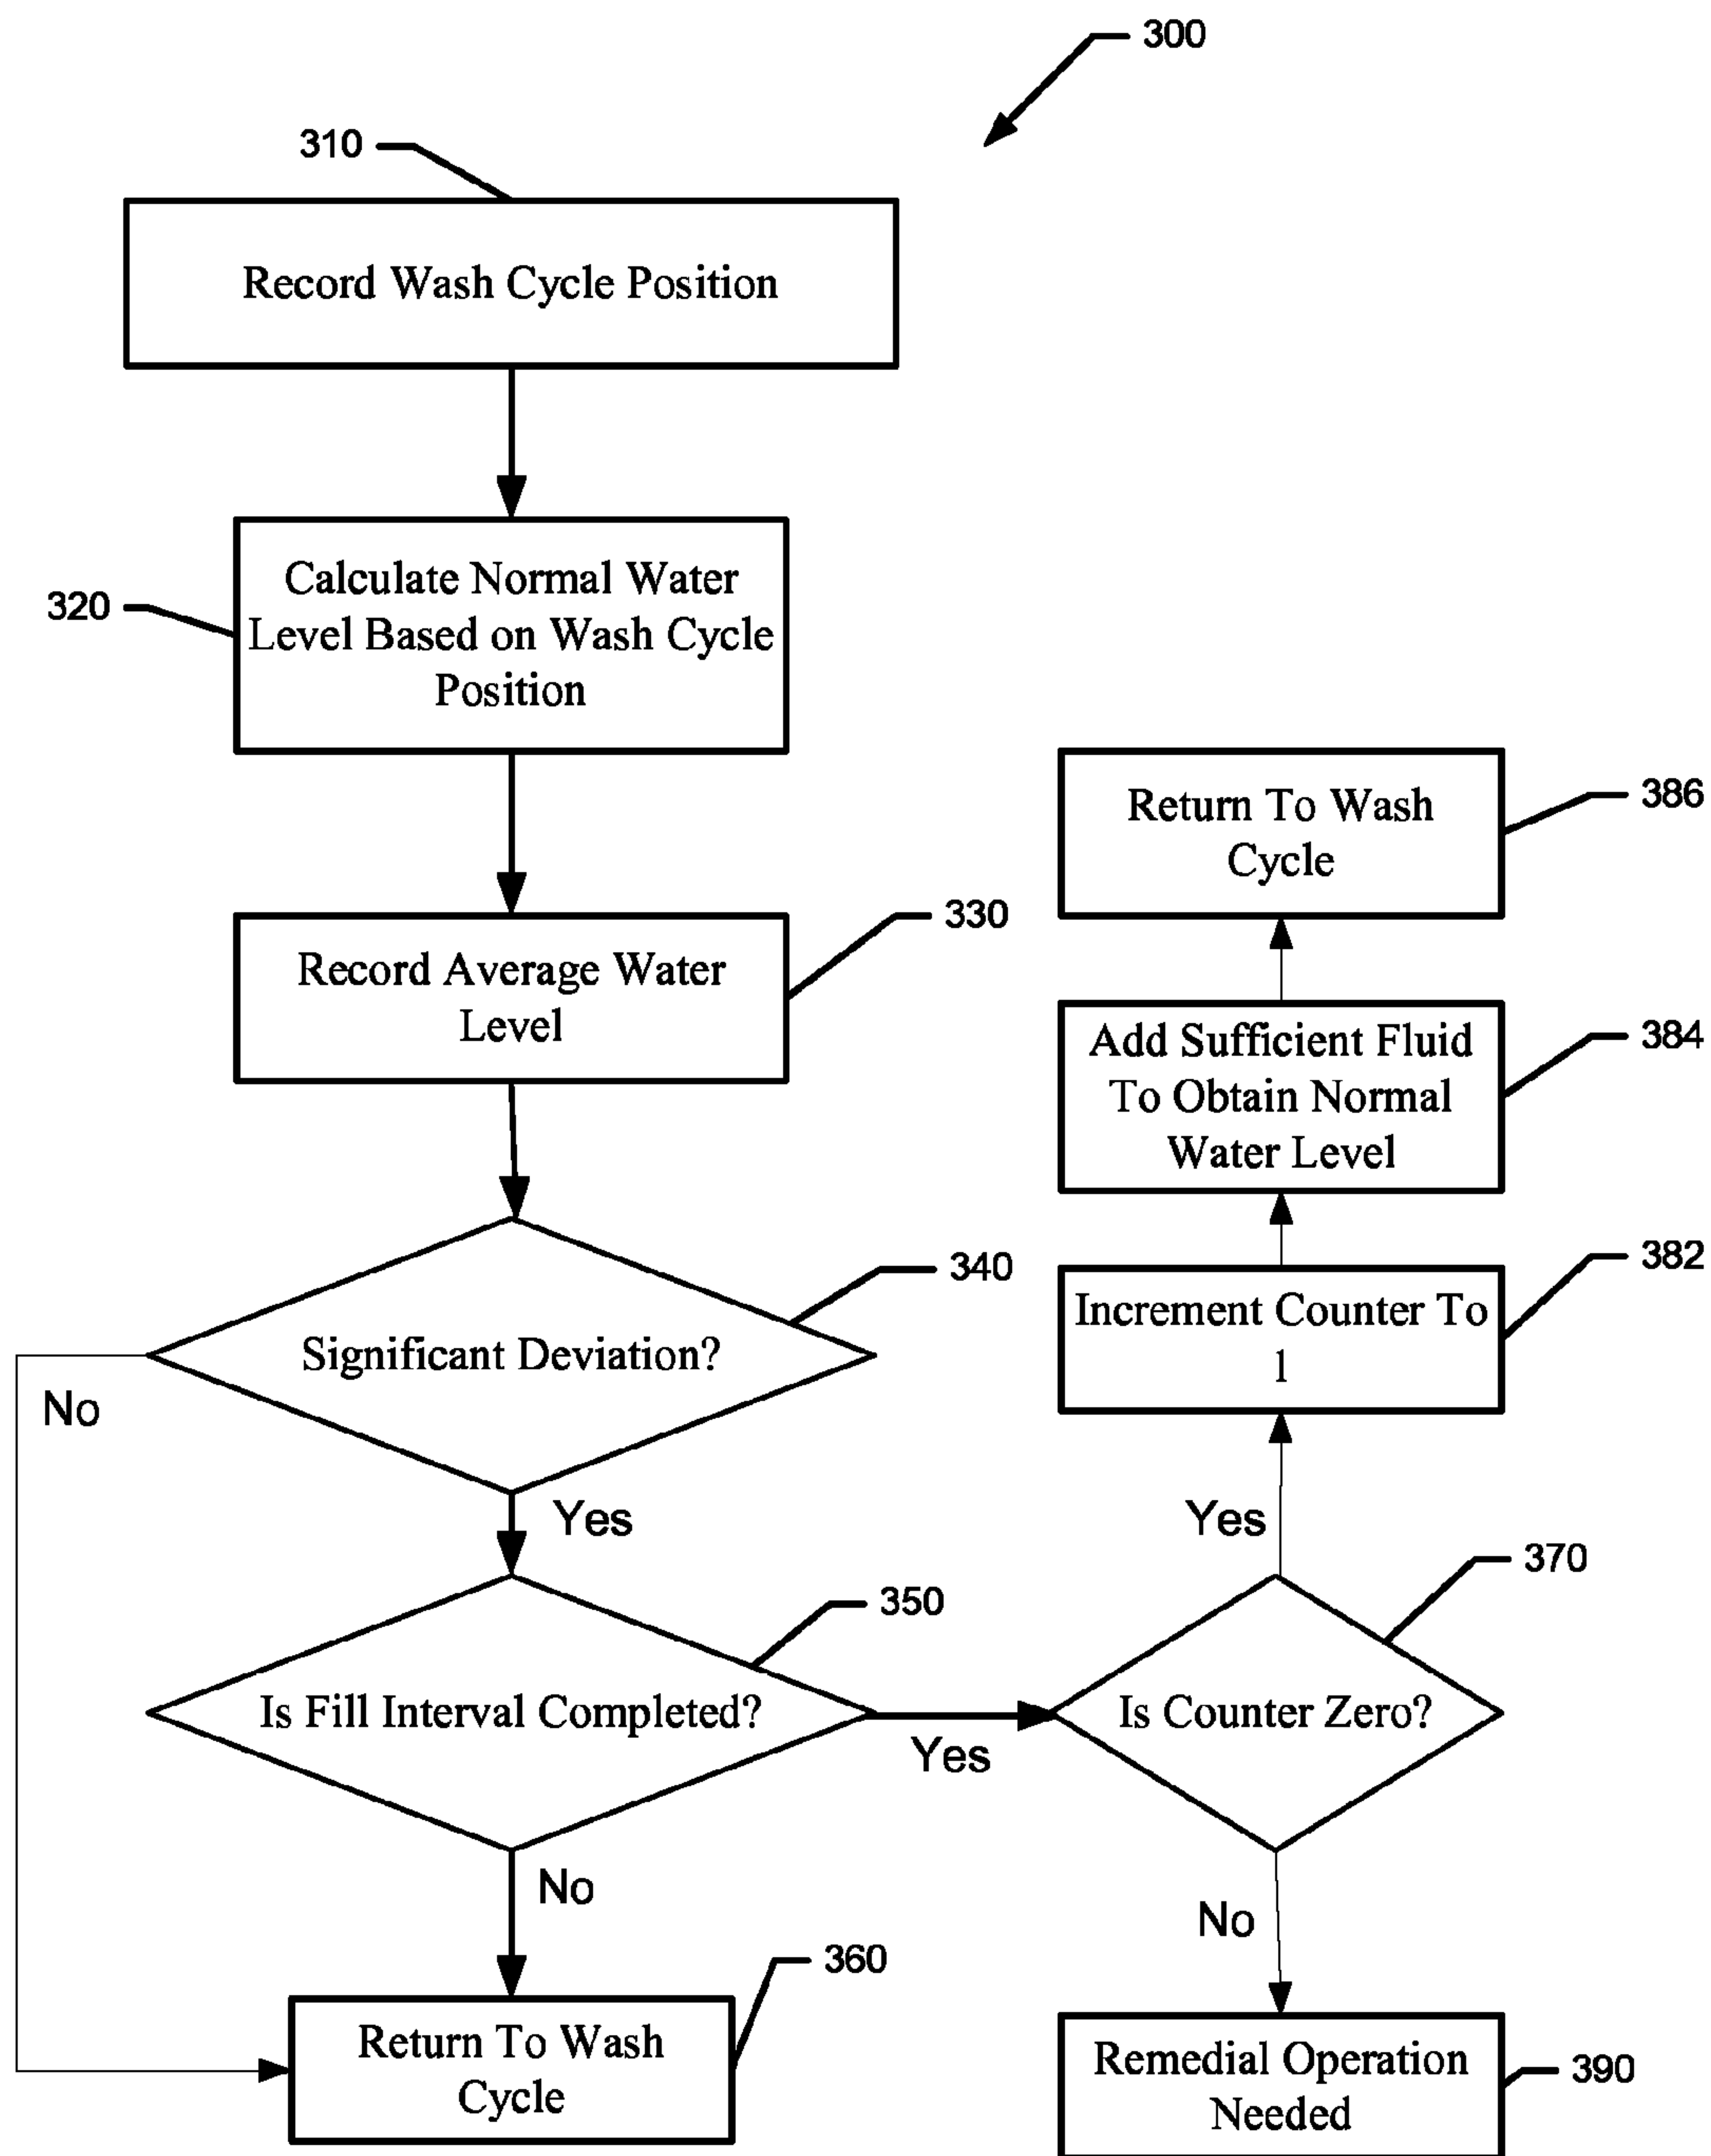 300
310
Record Wash Cycle Position
320
Calculate Normal Water
Level Based on Wash Cycle
Position
330
Record Average Water
Level
340
Significant Deviation?
No
Yes
350
Is Fill Interval Completed?
Yes
No
360
Return To Wash
Cycle
370
Is Counter Zero?
Yes
No
382
Increment Counter To
1
384
Add Sufficient Fluid
To Obtain Normal
Water Level
386
Return To Wash
Cycle
390
Remedial Operation
Needed